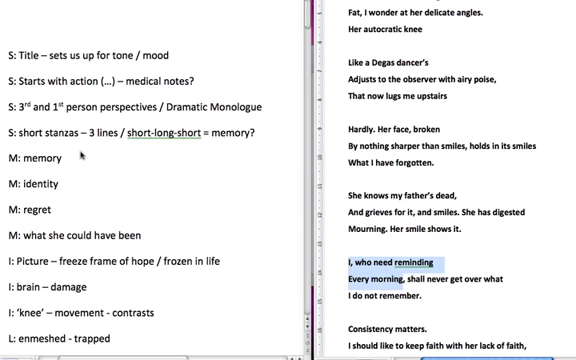 S: Title – sets us up for tone / mood
S: Starts with action (...) – medical notes?
S: 3rd and 1st person perspectives / Dramatic Monologue
S: short stanzas – 3 lines / short-long-short = memory?
M: memory
M: identity
M: regret
M: what she could have been
I: Picture – freeze frame of hope / frozen in life
I: brain – damage
I: ‘knee’ – movement - contrasts
L: enmeshed - trapped
Fat, I wonder at her delicate angles.
Her autocratic knee
Like a Degas dancer’s
Adjusts to the observer with airy poise,
That now lugs me upstairs
Hardly. Her face, broken
By nothing sharper than smiles, holds in its smiles
What I have forgotten.
She knows my father’s dead,
And grieves for it, and smiles. She has digested
Mourning. Her smile shows it.
I, who need reminding
Every morning, shall never get over what
I do not remember.
Consistency matters.
I should like to keep faith with her lack of faith,